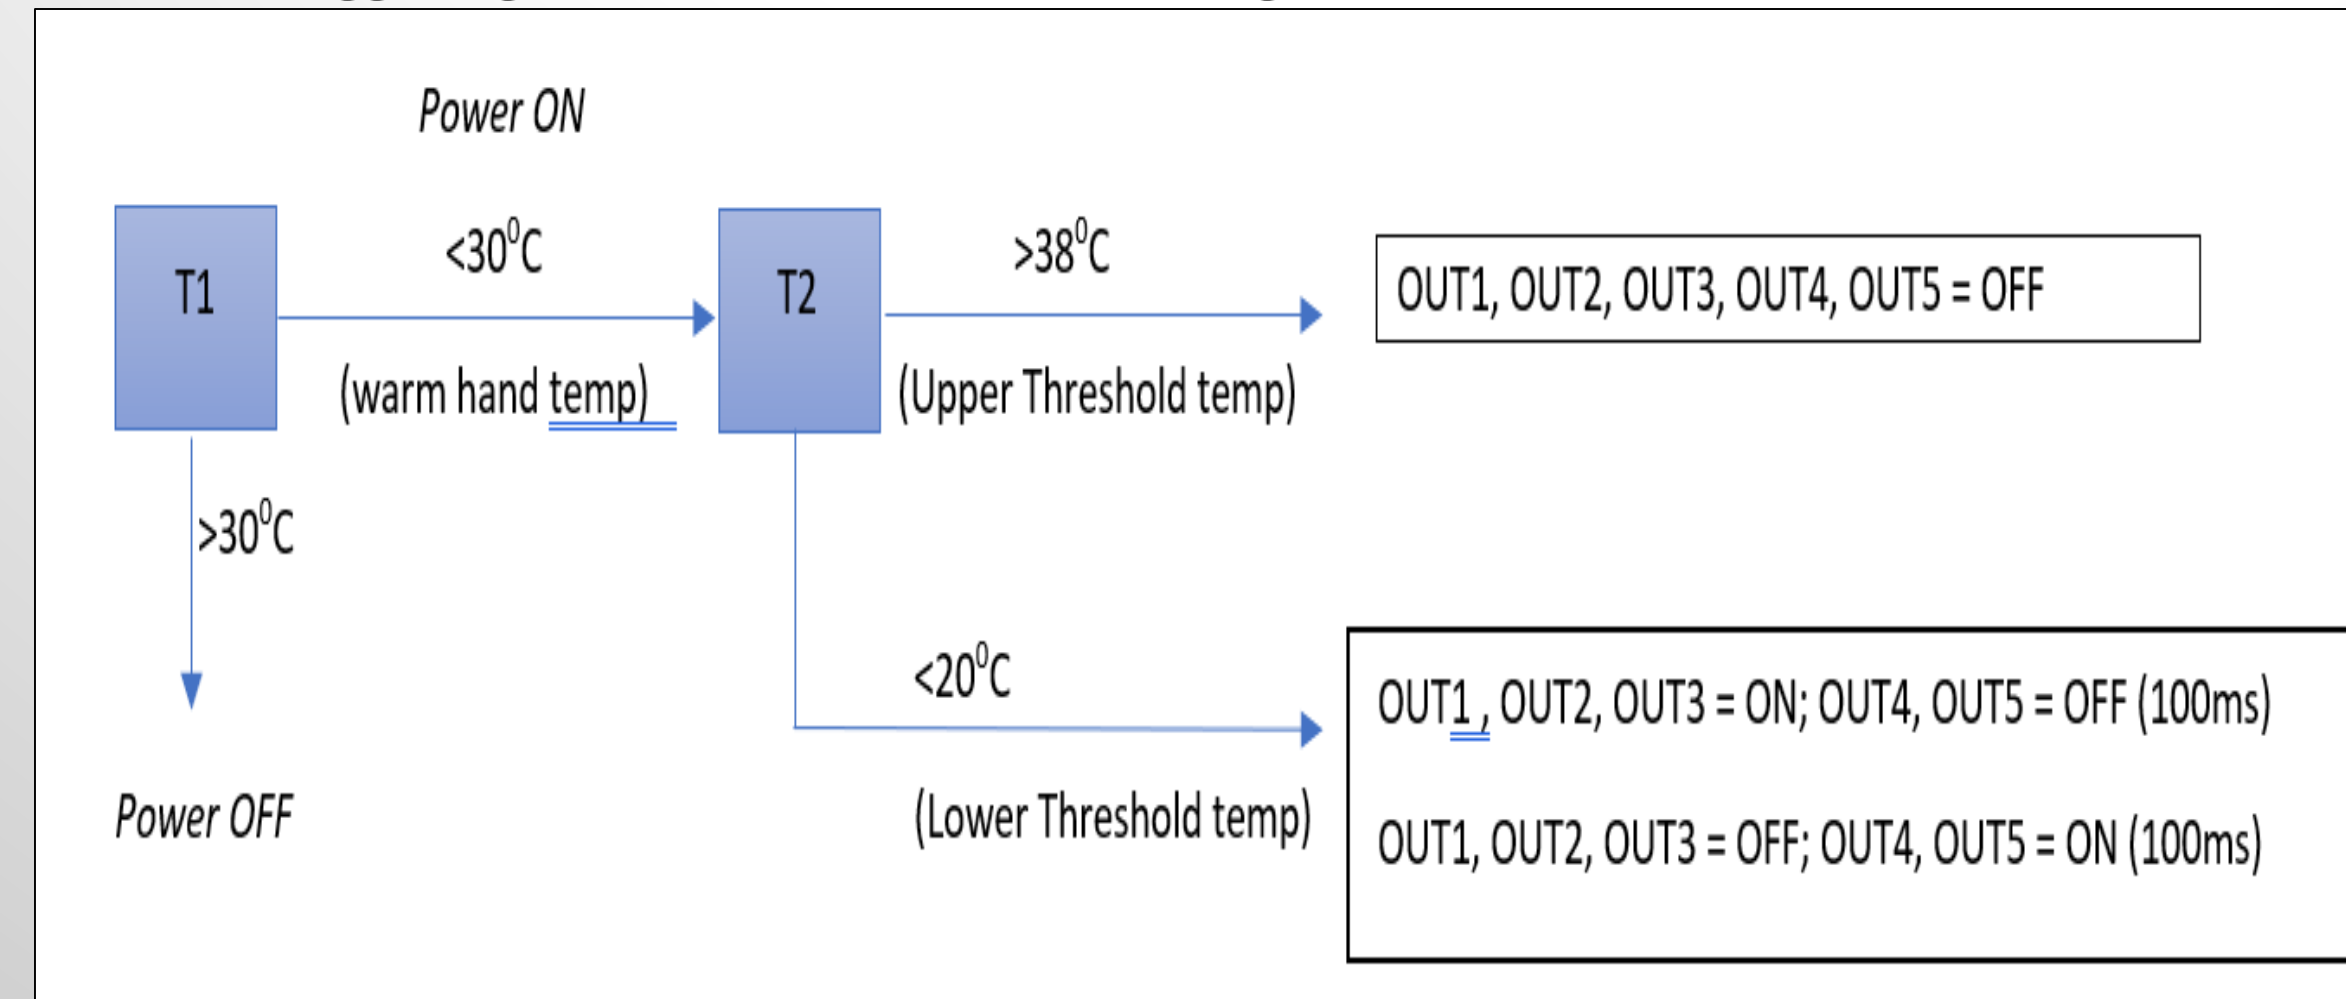 Power ON
T1
<30⁰C
(warm hand temp)
T2
>38⁰C
(Upper Threshold temp)
OUT1, OUT2, OUT3, OUT4, OUT5 = OFF
>30⁰C
Power OFF
<20⁰C
(Lower Threshold temp)
OUT1 , OUT2, OUT3 = ON; OUT4, OUT5 = OFF (100ms)
OUT1, OUT2, OUT3 = OFF; OUT4, OUT5 = ON (100ms)